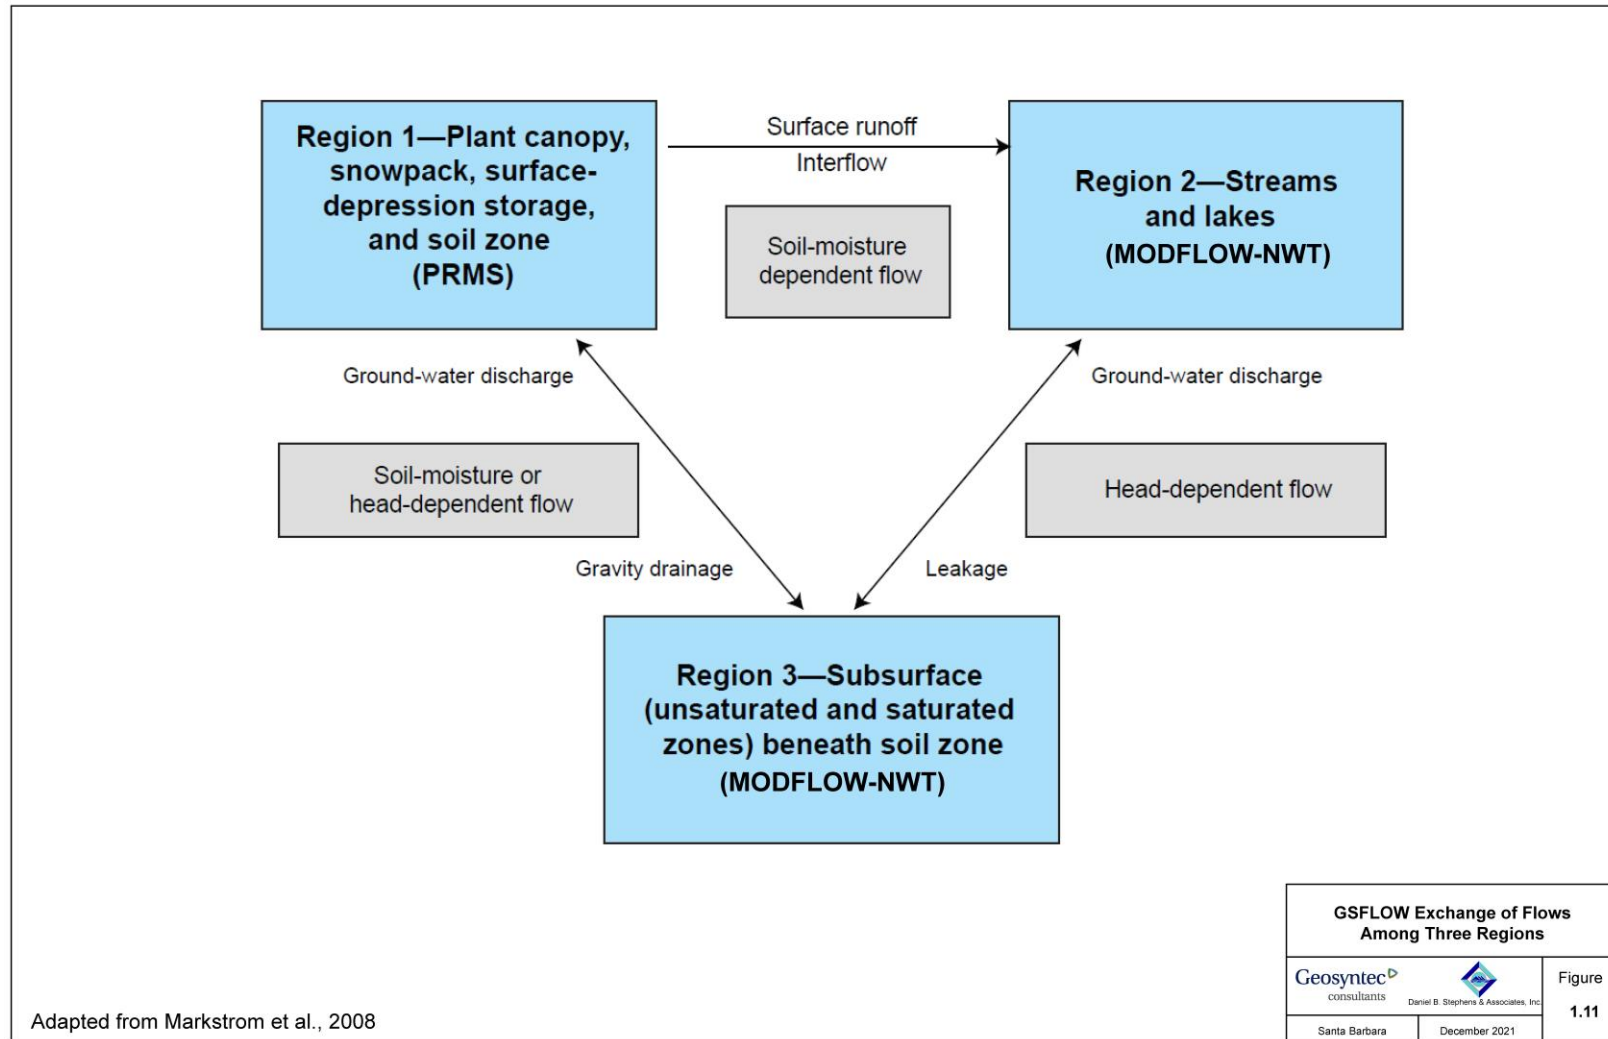 Region 1—Plant canopy,
snowpack, surface-
depression storage,
and soil zone
(PRMS)
Surface runoff
Interflow
Soil-moisture
dependent flow
Region 2—Streams
and lakes
(MODFLOW-NWT)
Ground-water discharge
Ground-water discharge
Soil-moisture or
head-dependent flow
Head-dependent flow
Gravity drainage
Leakage
Region 3—Subsurface
(unsaturated and saturated
zones) beneath soil zone
(MODFLOW-NWT)
Adapted from Markstrom et al., 2008
GSFLOW Exchange of Flows
Among Three Regions
Geosyntec
consultants
Daniel B. Stephens & Associates, Inc.
Figure
1.11
Santa Barbara
December 2021